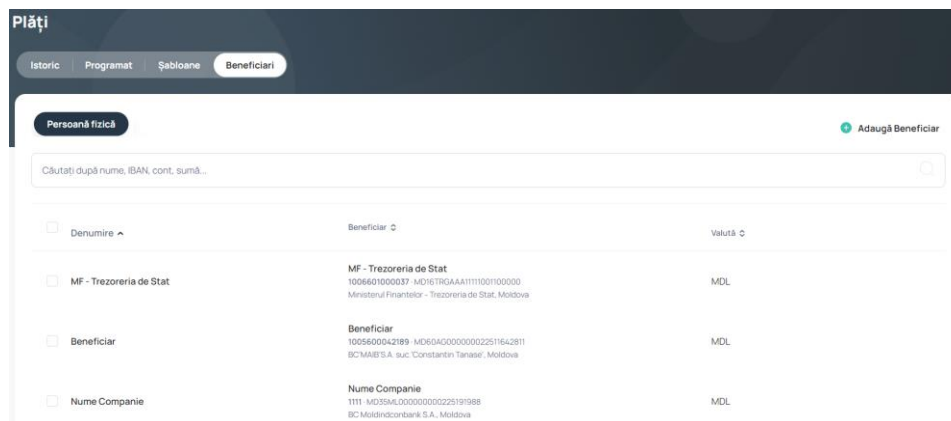 Plăți
Istoric Programat Șabloane Beneficiari
Persoană fizică
Adaugă Beneficiar
Căutați după nume, IBAN, cont, sumă...
Denumire Beneficiar Valută
MF - Trezoreria de Stat MF - Trezoreria de Stat MDL
1006601000037 · MD16TRGAAA11111001100000
Ministerul Finantelor - Trezoreria de Stat, Moldova
Beneficiar Beneficiar MDL
1005600042189 · MD60AG000000022511642811
BC'MAIB'S.A. suc.'Constantin Tanase', Moldova
Nume Companie Nume Companie MDL
1111 · MD35ML000000000225191988
BC Moldindconbank S.A., Moldova